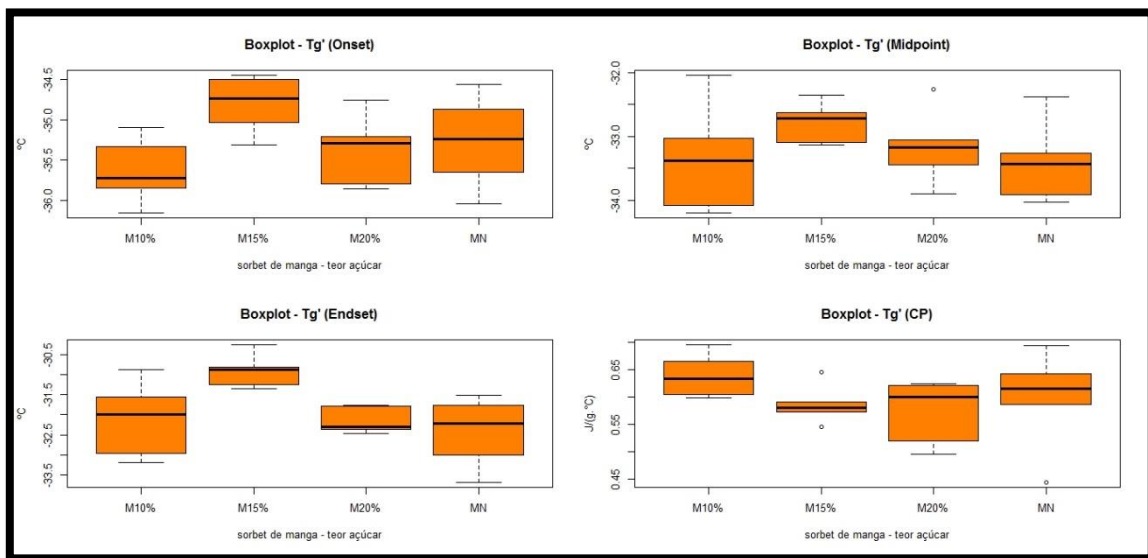 Boxplot - Tg' (Onset)
-34.5
-35.0
-35.5
-36.0
ºC
M10% M15% M20% MN
sorbet de manga - teor açúcar
Boxplot - Tg' (Midpoint)
-32.0
-33.0
-34.0
ºC
M10% M15% M20% MN
sorbet de manga - teor açúcar
Boxplot - Tg' (Endset)
-30.5
-31.5
-32.5
-33.5
ºC
M10% M15% M20% MN
sorbet de manga - teor açúcar
Boxplot - Tg' (CP)
0.65
0.55
0.45
J/(g. ºC)
M10% M15% M20% MN
sorbet de manga - teor açúcar